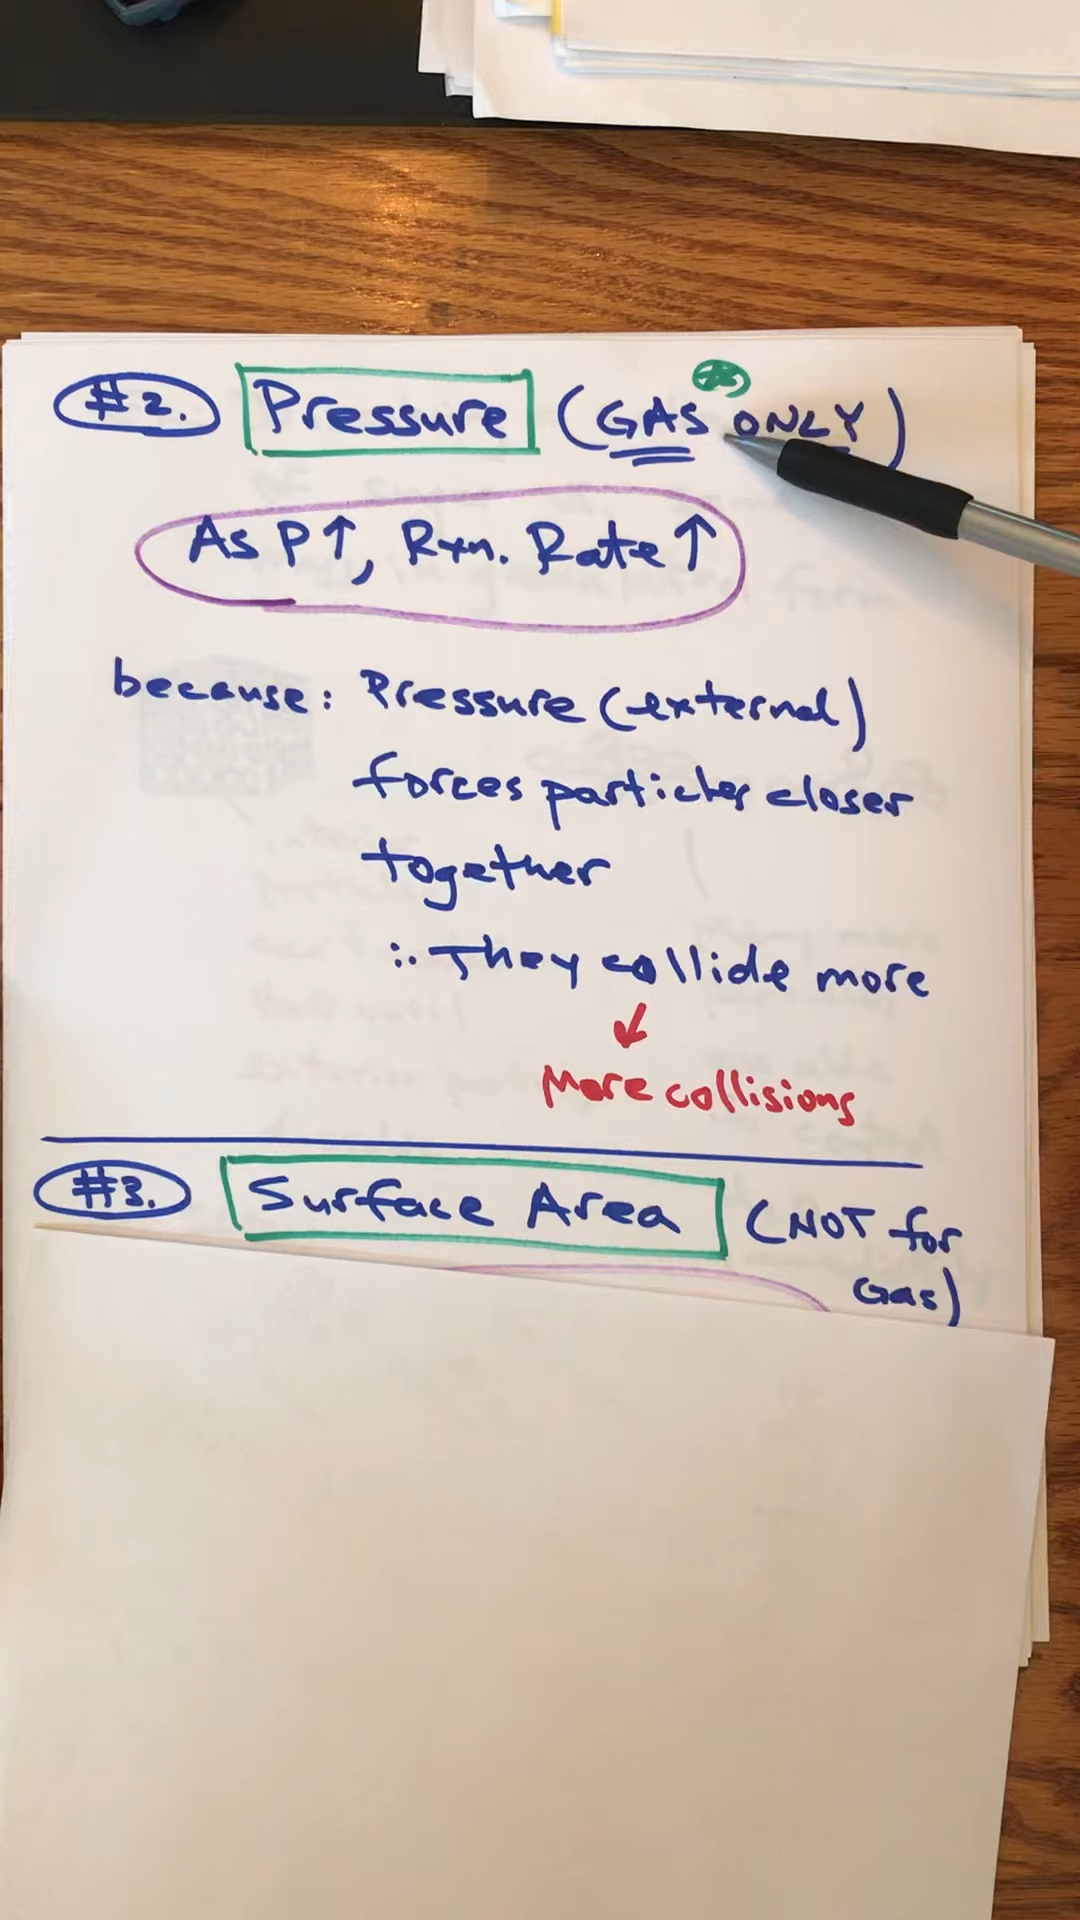 #2. Pressure (GAS ONLY)
As P↑, Rxn. Rate ↑
because: Pressure (external)
forces particles closer
together
∴ They collide more
↓
More collisions
#3. Surface Area (NOT for
Gas)